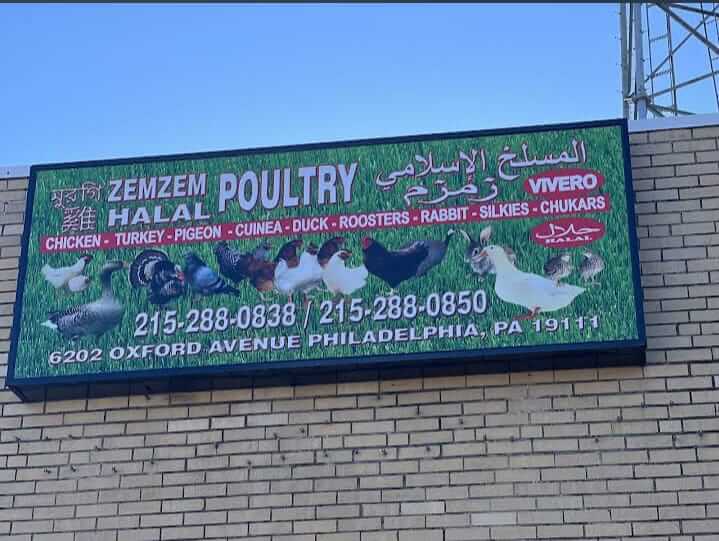 মুরগি
雞
ZEMZEM
HALAL
POULTRY
المسلخ الإسلامي
زمزم
VIVERO
CHICKEN - TURKEY - PIGEON - GUINEA - DUCK - ROOSTERS - RABBIT - SILKIES - CHUKARS
حلال
HALAL
215-288-0838 / 215-288-0850
6202 OXFORD AVENUE PHILADELPHIA, PA 19111